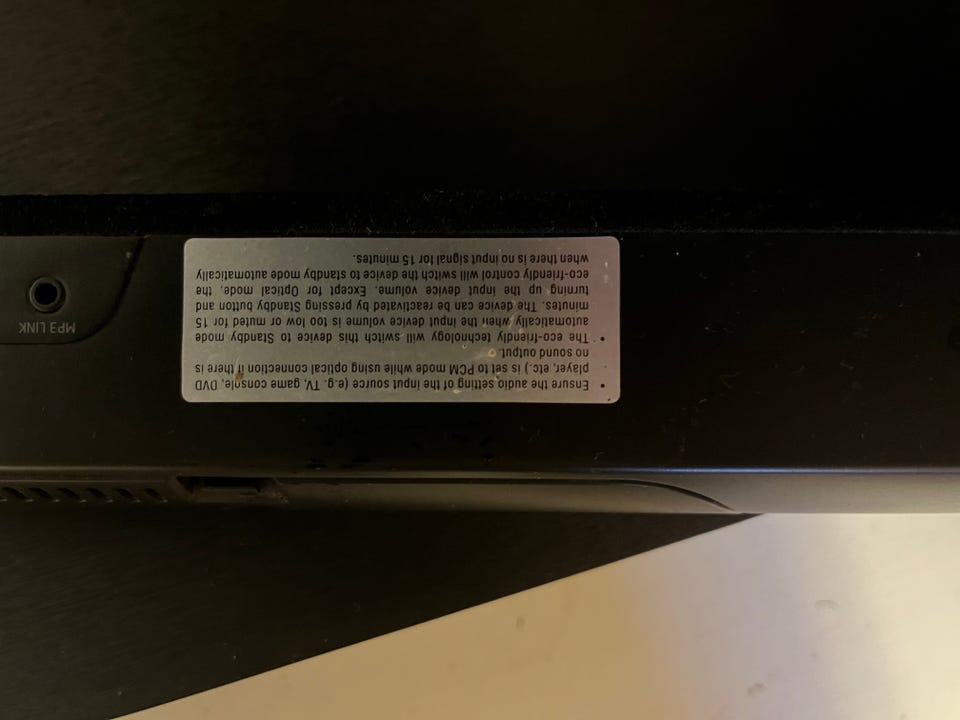 • Ensure the audio setting of the input source (e.g. TV, game console, DVD
player, etc.) is set to PCM mode while using optical connection if there is
no sound output.
• The eco-friendly technology will switch this device to Standby mode
automatically when the input device volume is too low or muted for 15
minutes. The device can be reactivated by pressing Standby button and
turning up the input device volume. Except for Optical mode, the
eco-friendly control will switch the device to standby mode automatically
when there is no input signal for 15 minutes.
MP3 LINK